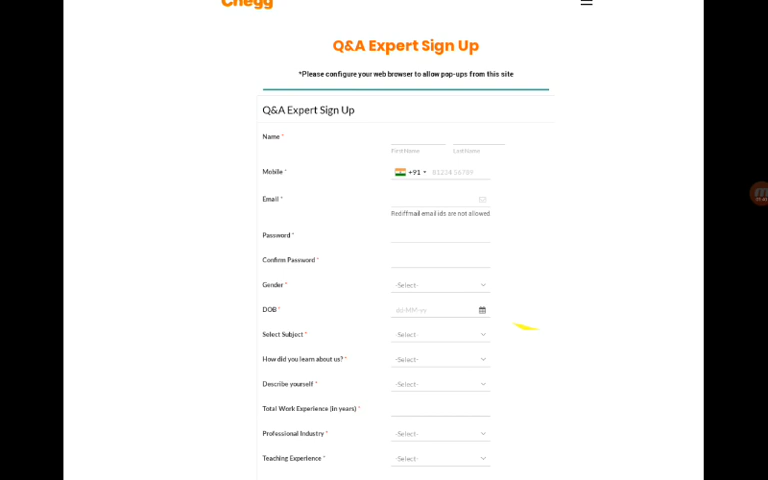 Chegg
Q&A Expert Sign Up
*Please configure your web browser to allow pop-ups from this site
Q&A Expert Sign Up
Name *
First Name Last Name
Mobile * +91 81234 56789
Email *
Rediffmail email ids are not allowed
Password *
Confirm Password *
Gender * -Select-
DOB * dd-MM-yy
Select Subject * -Select-
How did you learn about us? * -Select-
Describe yourself * -Select-
Total Work Experience (in years) *
Professional Industry * -Select-
Teaching Experience * -Select-